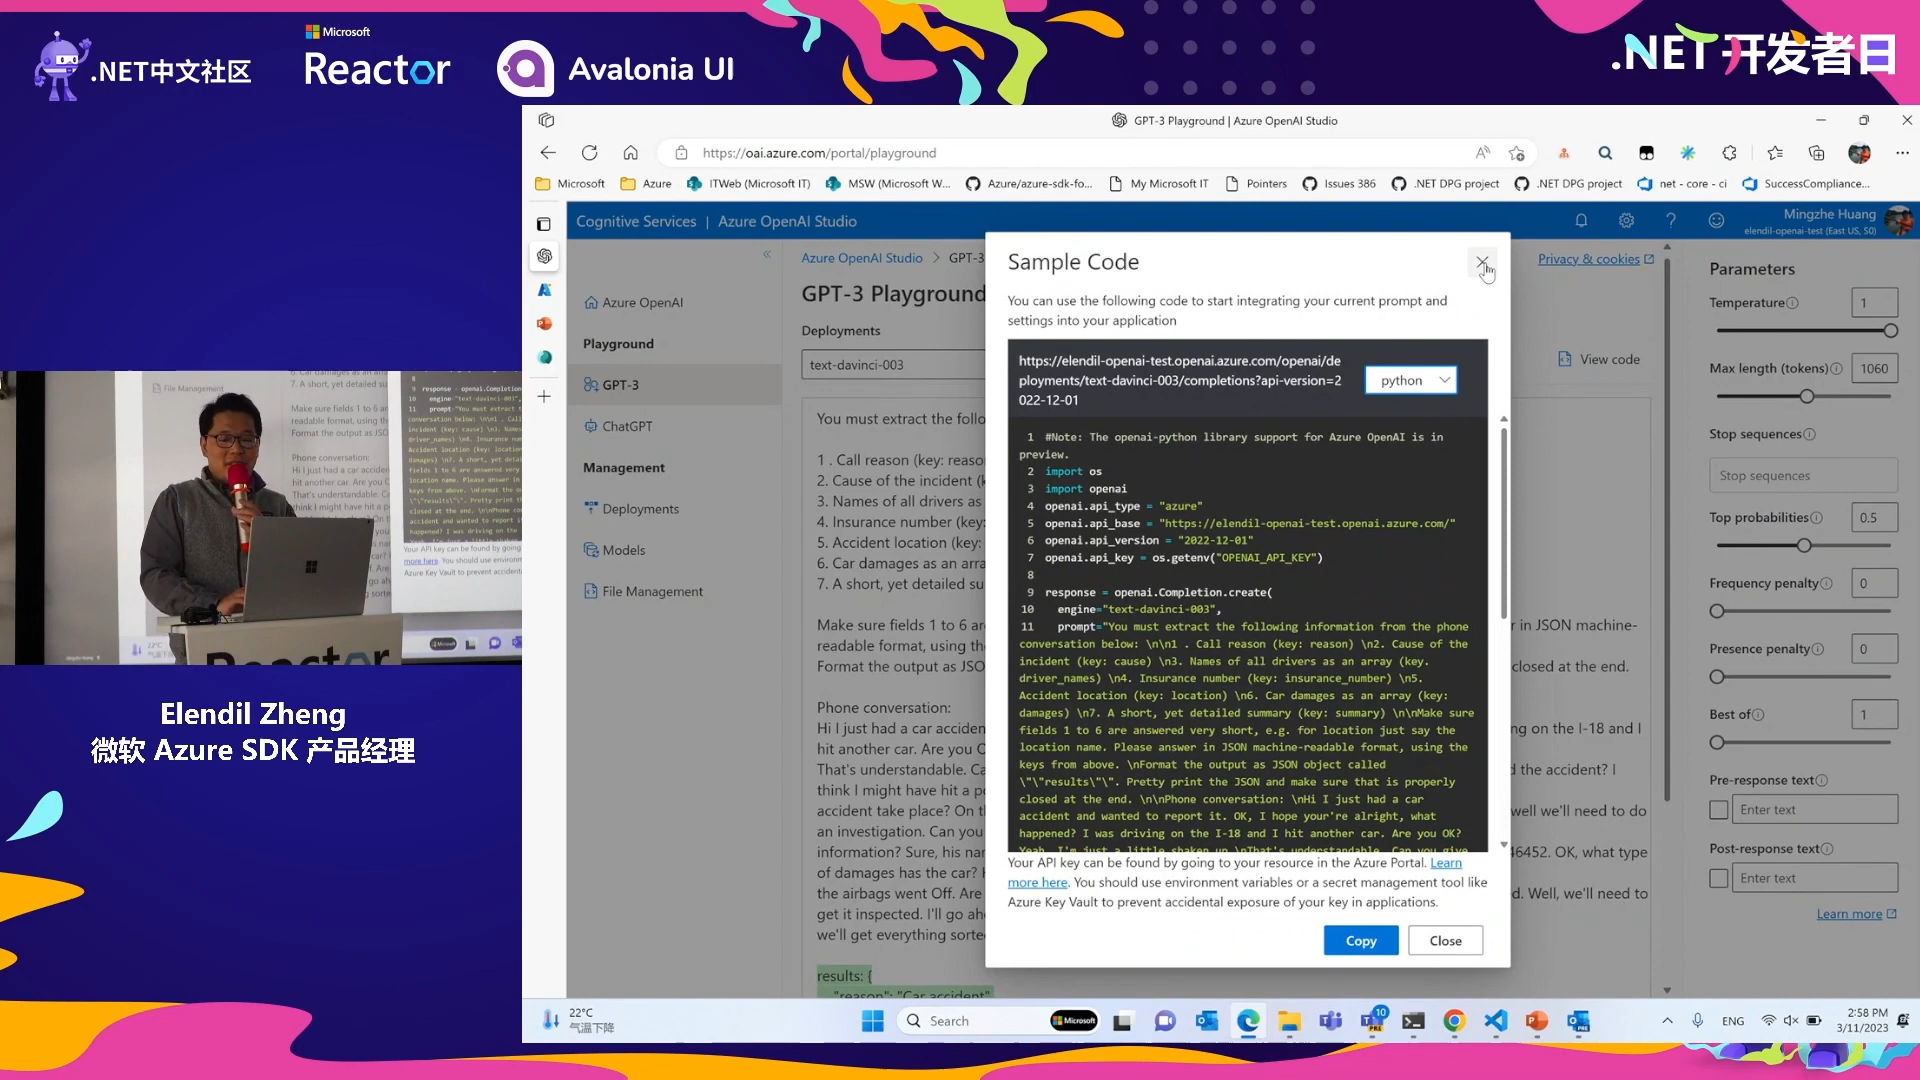 .NET中文社区
Microsoft
Reactor
Avalonia UI
.NET 开发者日
GPT-3 Playground | Azure OpenAI Studio
https://oai.azure.com/portal/playground
Microsoft
Azure
ITWeb (Microsoft IT)
MSW (Microsoft W...
Azure/azure-sdk-fo...
My Microsoft IT
Pointers
Issues 386
.NET DPG project
.NET DPG project
net - core - ci
SuccessCompliance...
Cognitive Services | Azure OpenAI Studio
Mingzhe Huang
elendil-openai-test (East US, S0)
Azure OpenAI
Playground
GPT-3
ChatGPT
Management
Deployments
Models
File Management
Azure OpenAI Studio > GPT-3
Privacy & cookies
GPT-3 Playground
Deployments
text-davinci-003
View code
You must extract the follo
1 . Call reason (key: reaso
2. Cause of the incident (k
3. Names of all drivers as
4. Insurance number (key:
5. Accident location (key:
6. Car damages as an arra
7. A short, yet detailed su
Make sure fields 1 to 6 ar
r in JSON machine-
readable format, using the
Format the output as JSO
closed at the end.
Phone conversation:
Hi I just had a car acciden
ng on the I-18 and I
hit another car. Are you O
That's understandable. Ca
d the accident? I
think I might have hit a p
accident take place? On t
well we'll need to do
an investigation. Can you
information? Sure, his nar
46452. OK, what type
of damages has the car? H
the airbags went Off. Are
d. Well, we'll need to
get it inspected. I'll go ah
we'll get everything sorte
results: {
"reason": "Car accident"
Sample Code
You can use the following code to start integrating your current prompt and
settings into your application
https://elendil-openai-test.openai.azure.com/openai/de
ployments/text-davinci-003/completions?api-version=2
022-12-01
python
1 #Note: The openai-python library support for Azure OpenAI is in
preview.
2 import os
3 import openai
4 openai.api_type = "azure"
5 openai.api_base = "https://elendil-openai-test.openai.azure.com/"
6 openai.api_version = "2022-12-01"
7 openai.api_key = os.getenv("OPENAI_API_KEY")
8
9 response = openai.Completion.create(
10 engine="text-davinci-003",
11 prompt="You must extract the following information from the phone
conversation below: \n\n1 . Call reason (key: reason) \n2. Cause of the
incident (key: cause) \n3. Names of all drivers as an array (key.
driver_names) \n4. Insurance number (key: insurance_number) \n5.
Accident location (key: location) \n6. Car damages as an array (key:
damages) \n7. A short, yet detailed summary (key: summary) \n\nMake sure
fields 1 to 6 are answered very short, e.g. for location just say the
location name. Please answer in JSON machine-readable format, using the
keys from above. \nFormat the output as JSON object called
\"\"results\"\". Pretty print the JSON and make sure that is properly
closed at the end. \n\nPhone conversation: \nHi I just had a car
accident and wanted to report it. OK, I hope your're alright, what
happened? I was driving on the I-18 and I hit another car. Are you OK?
Yeah, I'm just a little shaken up.\nThat's understandable. Can you give
Your API key can be found by going to your resource in the Azure Portal. Learn
more here. You should use environment variables or a secret management tool like
Azure Key Vault to prevent accidental exposure of your key in applications.
Copy
Close
Parameters
Temperature
1
Max length (tokens)
1060
Stop sequences
Stop sequences
Top probabilities
0.5
Frequency penalty
0
Presence penalty
0
Best of
1
Pre-response text
Enter text
Post-response text
Enter text
Learn more
Elendil Zheng
微软 Azure SDK 产品经理
Reactor
22°C
气温下降
Search
Microsoft
10
PRE
ENG
2:58 PM
3/11/2023